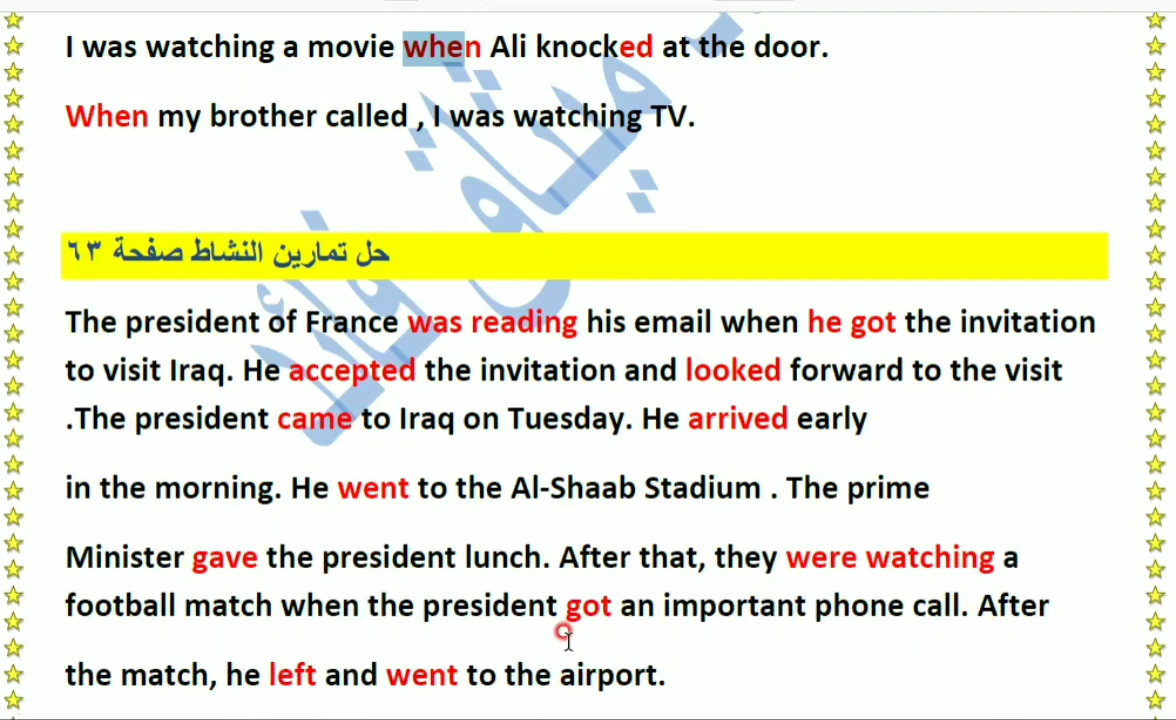 I was watching a movie when Ali knocked at the door.
When my brother called , I was watching TV.
حل تمارين النشاط صفحة ٦٣
The president of France was reading his email when he got the invitation
to visit Iraq. He accepted the invitation and looked forward to the visit
.The president came to Iraq on Tuesday. He arrived early
in the morning. He went to the Al-Shaab Stadium . The prime
Minister gave the president lunch. After that, they were watching a
football match when the president got an important phone call. After
the match, he left and went to the airport.